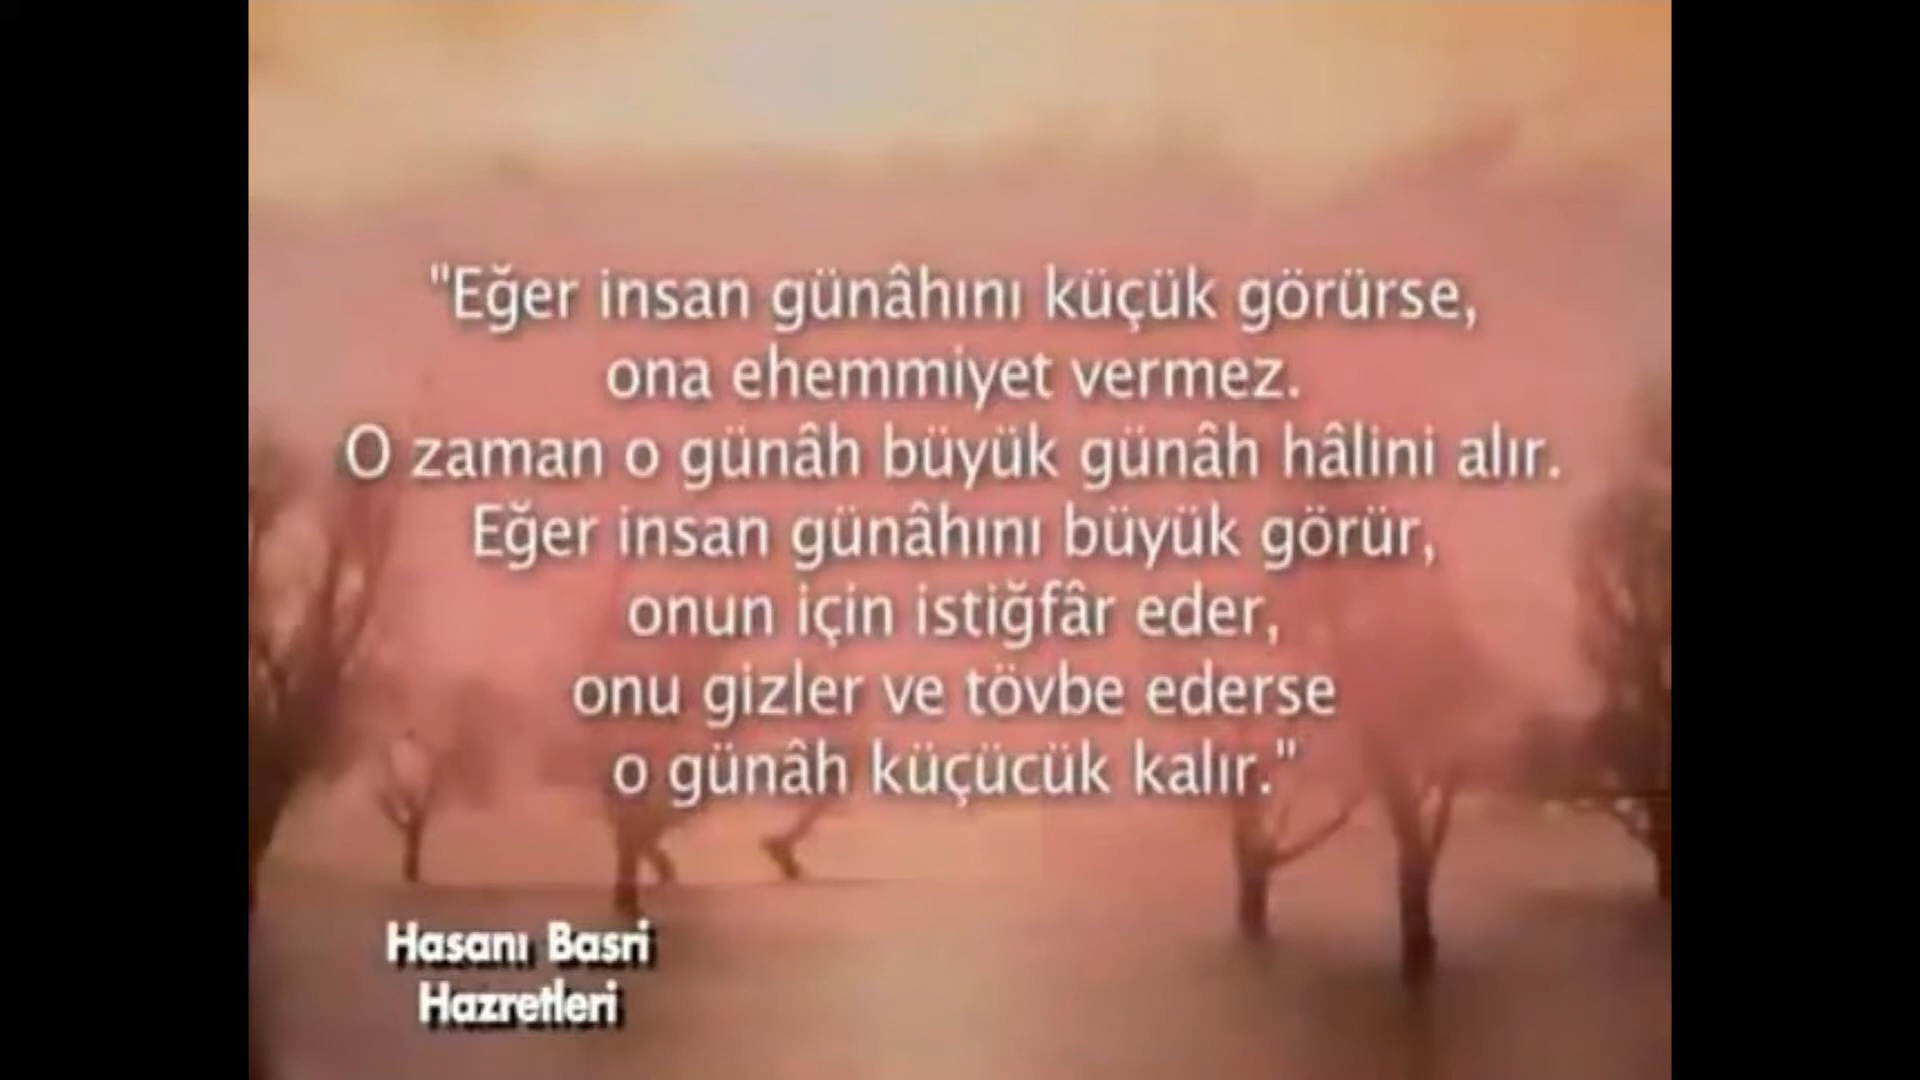 "Eğer insan günâhını küçük görürse,
ona ehemmiyet vermez.
O zaman o günâh büyük günâh hâlini alır.
Eğer insan günâhını büyük görür,
onun için istiğfâr eder,
onu gizler ve tövbe ederse
o günâh küçücük kalır."
Hasanı Basri
Hazretleri